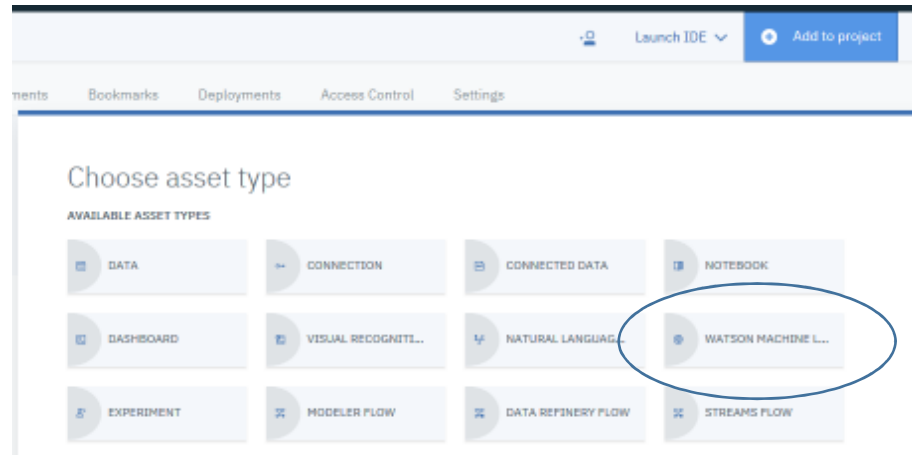 Launch IDE Add to project
ments Bookmarks Deployments Access Control Settings
Choose asset type
AVAILABLE ASSET TYPES
DATA CONNECTION CONNECTED DATA NOTEBOOK
DASHBOARD VISUAL RECOGNITI... NATURAL LANGUAG... WATSON MACHINE L...
EXPERIMENT MODELER FLOW DATA REFINERY FLOW STREAMS FLOW